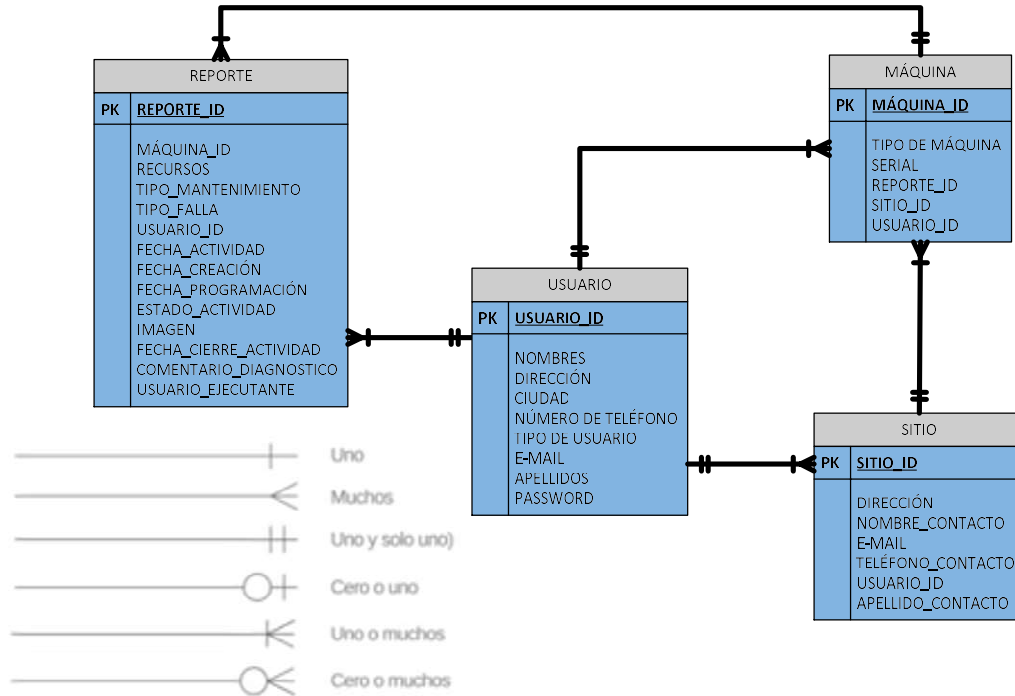 REPORTE
PK REPORTE_ID
MÁQUINA_ID
RECURSOS
TIPO_MANTENIMIENTO
TIPO_FALLA
USUARIO_ID
FECHA_ACTIVIDAD
FECHA_CREACIÓN
FECHA_PROGRAMACIÓN
ESTADO_ACTIVIDAD
IMAGEN
FECHA_CIERRE_ACTIVIDAD
COMENTARIO_DIAGNOSTICO
USUARIO_EJECUTANTE
MÁQUINA
PK MÁQUINA_ID
TIPO DE MÁQUINA
SERIAL
REPORTE_ID
SITIO_ID
USUARIO_ID
USUARIO
PK USUARIO_ID
NOMBRES
DIRECCIÓN
CIUDAD
NÚMERO DE TELÉFONO
TIPO DE USUARIO
E-MAIL
APELLIDOS
PASSWORD
SITIO
PK SITIO_ID
DIRECCIÓN
NOMBRE_CONTACTO
E-MAIL
TELÉFONO_CONTACTO
USUARIO_ID
APELLIDO_CONTACTO
Uno
Muchos
Uno y solo uno)
Cero o uno
Uno o muchos
Cero o muchos